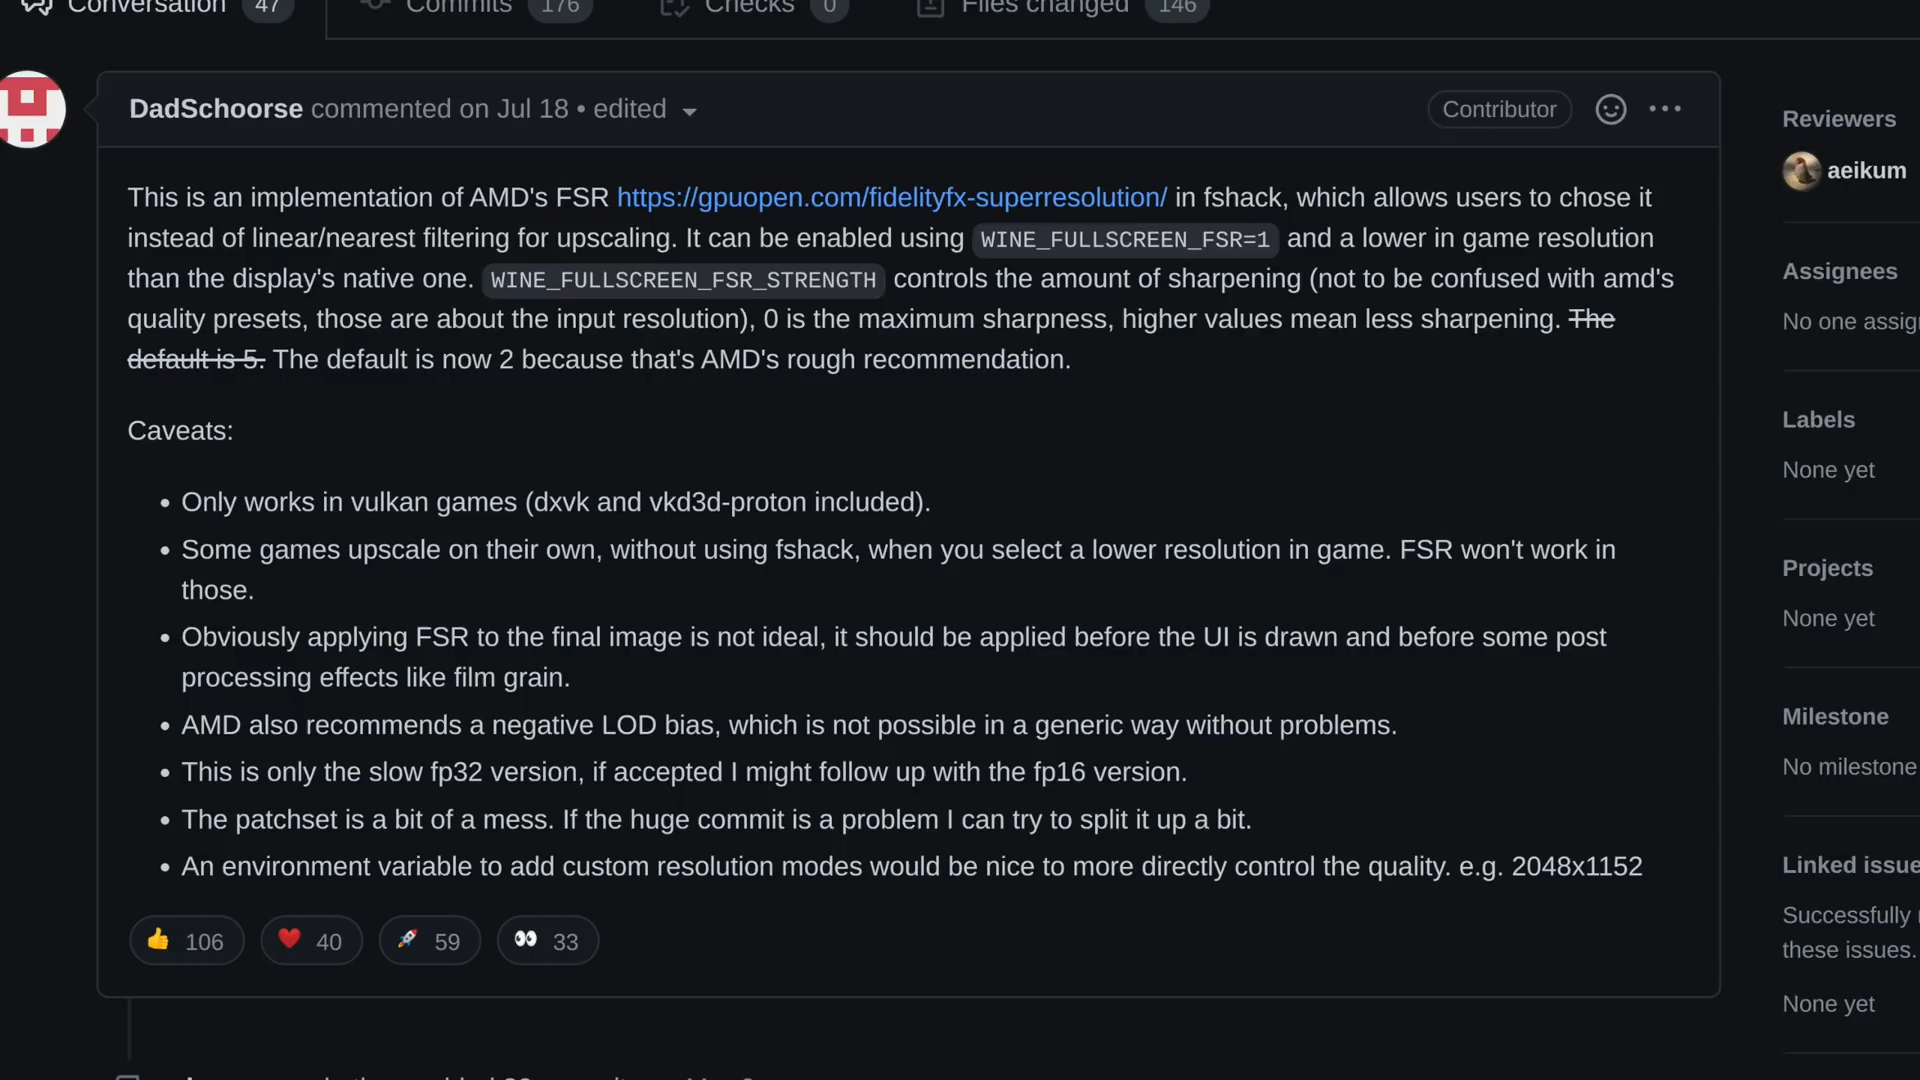 Conversation 47 Commits 176 Checks 0 Files changed 146
DadSchoorse commented on Jul 18 • edited
Contributor
This is an implementation of AMD's FSR https://gpuopen.com/fidelityfx-superresolution/ in fshack, which allows users to chose it
instead of linear/nearest filtering for upscaling. It can be enabled using WINE_FULLSCREEN_FSR=1 and a lower in game resolution
than the display's native one. WINE_FULLSCREEN_FSR_STRENGTH controls the amount of sharpening (not to be confused with amd's
quality presets, those are about the input resolution), 0 is the maximum sharpness, higher values mean less sharpening. The
default is 5. The default is now 2 because that's AMD's rough recommendation.
Caveats:
• Only works in vulkan games (dxvk and vkd3d-proton included).
• Some games upscale on their own, without using fshack, when you select a lower resolution in game. FSR won't work in
those.
• Obviously applying FSR to the final image is not ideal, it should be applied before the UI is drawn and before some post
processing effects like film grain.
• AMD also recommends a negative LOD bias, which is not possible in a generic way without problems.
• This is only the slow fp32 version, if accepted I might follow up with the fp16 version.
• The patchset is a bit of a mess. If the huge commit is a problem I can try to split it up a bit.
• An environment variable to add custom resolution modes would be nice to more directly control the quality. e.g. 2048x1152
👍 106 ❤️ 40 🚀 59 👀 33
Reviewers
aeikum
Assignees
No one assig
Labels
None yet
Projects
None yet
Milestone
No milestone
Linked issue
Successfully
these issues.
None yet